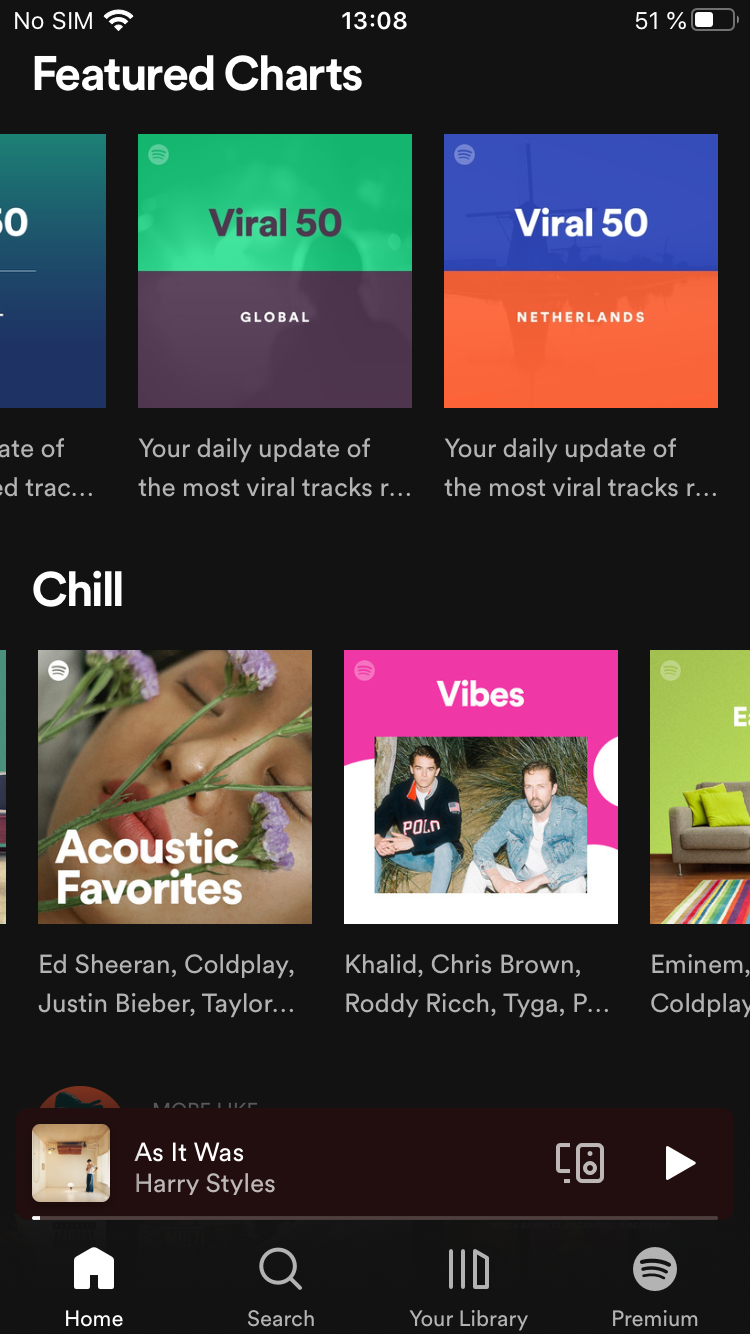 No SIM 13:08 51 %
Featured Charts
50
Viral 50
GLOBAL
Viral 50
NETHERLANDS
ate of
ed trac...
Your daily update of
the most viral tracks r...
Your daily update of
the most viral tracks r...
Chill
Acoustic
Favorites
Vibes
POLO
Ed Sheeran, Coldplay,
Justin Bieber, Taylor...
Khalid, Chris Brown,
Roddy Ricch, Tyga, P...
Eminem,
Coldplay
MORE LIKE
As It Was
Harry Styles
Home
Search
Your Library
Premium